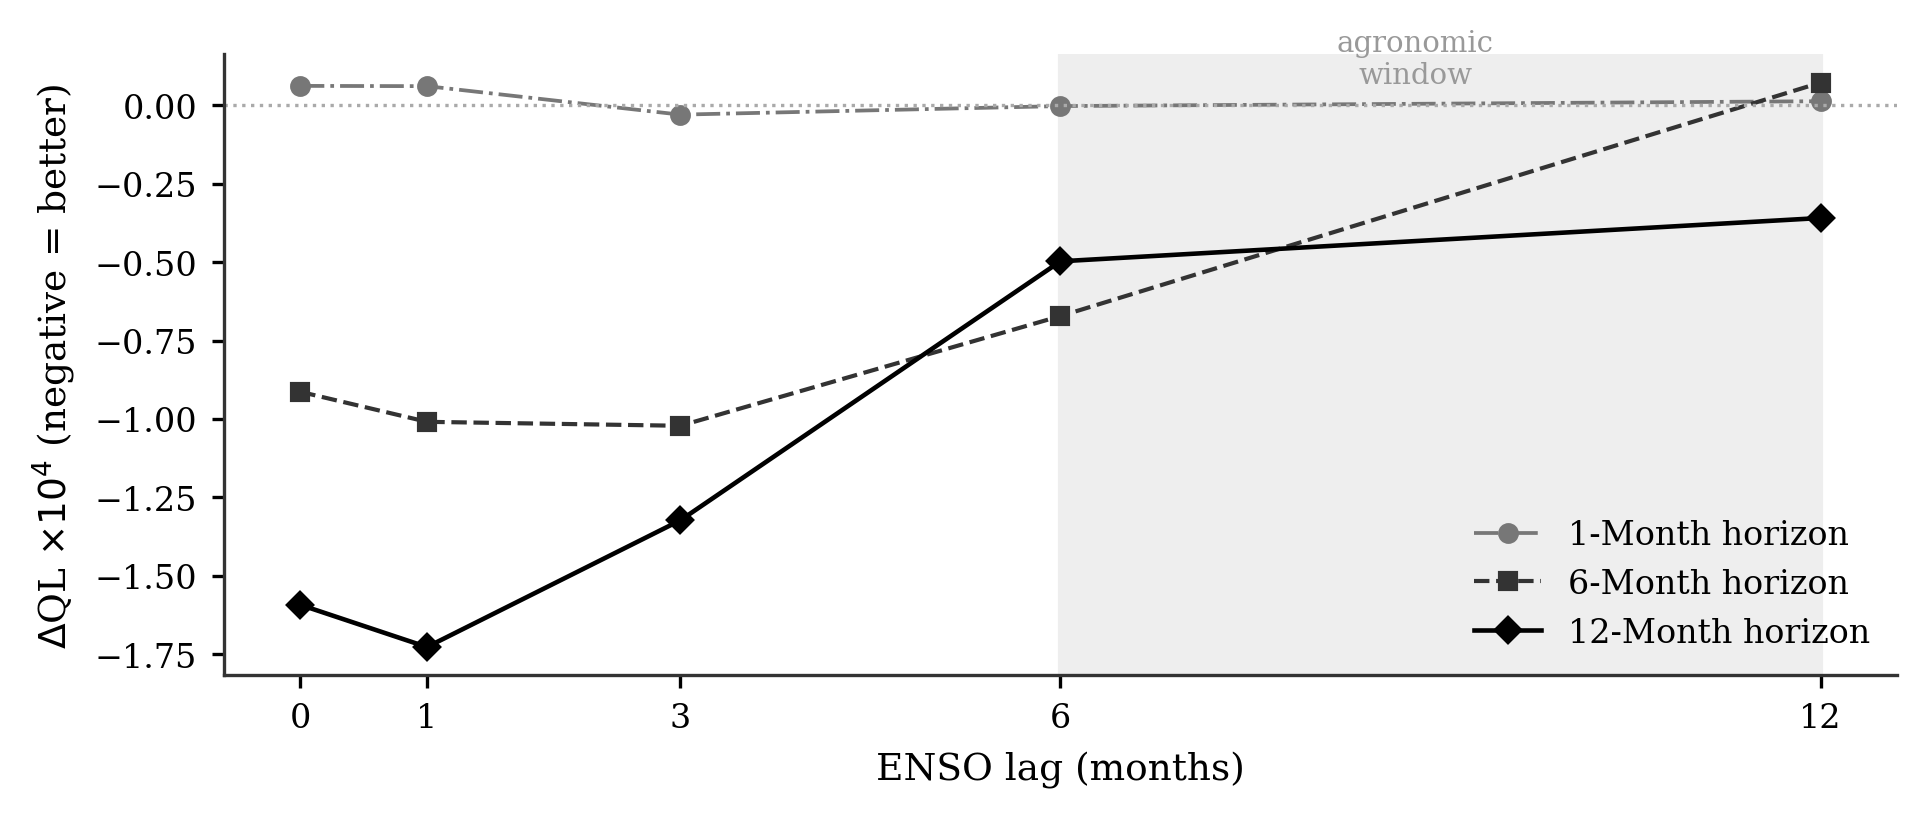 agronomic
window
0.00
−0.25
−0.50
−0.75
−1.00
−1.25
−1.50
−1.75
ΔQL ×10⁴ (negative = better)
1-Month horizon
6-Month horizon
12-Month horizon
0 1 3 6 12
ENSO lag (months)